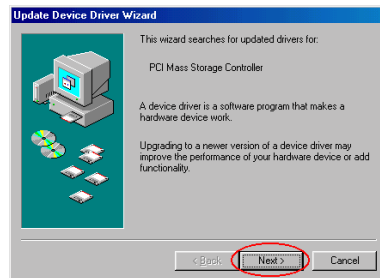 Update Device Driver Wizard
This wizard searches for updated drivers for:
PCI Mass Storage Controller
A device driver is a software program that makes a
hardware device work.
Upgrading to a newer version of a device driver may
improve the performance of your hardware device or add
functionality.
< Back
Next >
Cancel